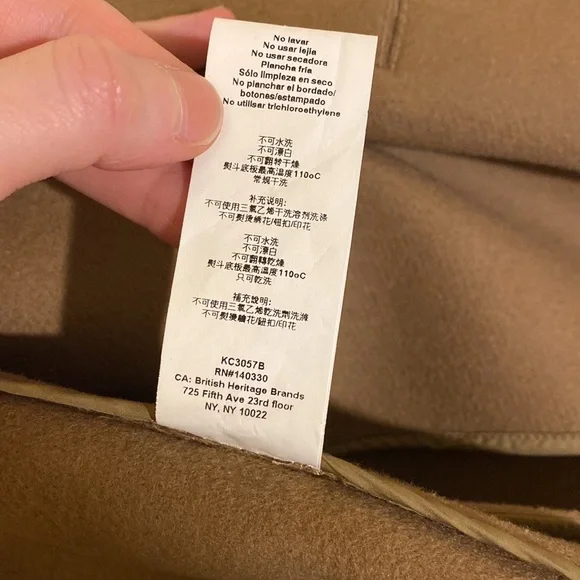 No lavar
No usar lejía
No usar secadora
Plancha fria
Sólo limpieza en seco
No planchar el bordado/
botones/estampado
No utilisar trichloroethylene
不可水洗
不可漂白
不可翻转干燥
熨斗底板最高温度110oC
常规干洗
补充说明:
不可使用三氯乙烯干洗溶剂洗涤
不可熨烫绣花/钮扣/印花
不可水洗
不可漂白
不可翻轉乾燥
熨斗底板最高温度110oC
只可乾洗
補充說明:
不可使用三氯乙烯乾洗劑洗滌
不可熨燙繡花/鈕扣/印花
KC3057B
RN#140330
CA: British Heritage Brands
725 Fifth Ave 23rd floor
NY, NY 10022